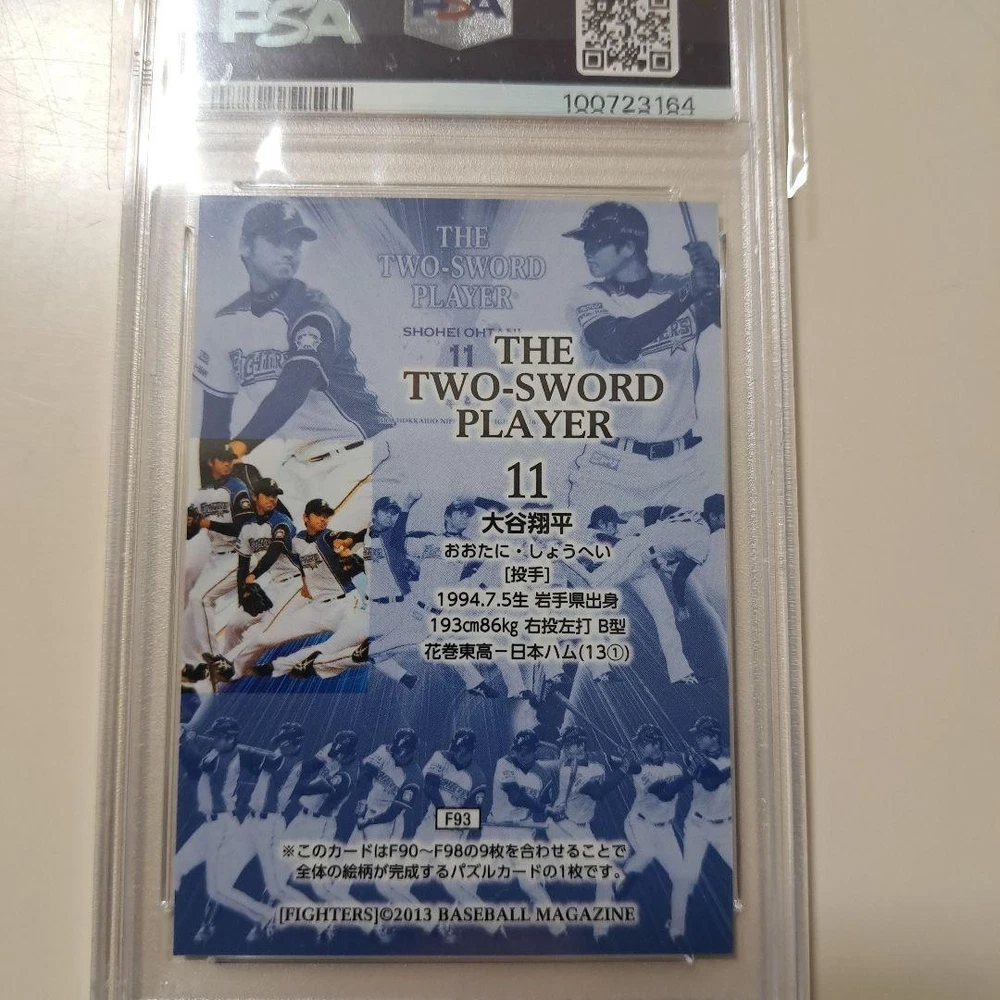 PSA
PSA
100723164
THE
TWO-SWORD
PLAYER
SHOHEI OHT
11
THE
TWO-SWORD
PLAYER
11
大谷翔平
おおたに・しょうへい
[投手]
1994.7.5生 岩手県出身
193㎝86㎏ 右投左打 B型
花巻東高－日本ハム(13①)
F93
※このカードはF90～F98の9枚を合わせることで
全体の絵柄が完成するパズルカードの1枚です。
[FIGHTERS]©2013 BASEBALL MAGAZINE